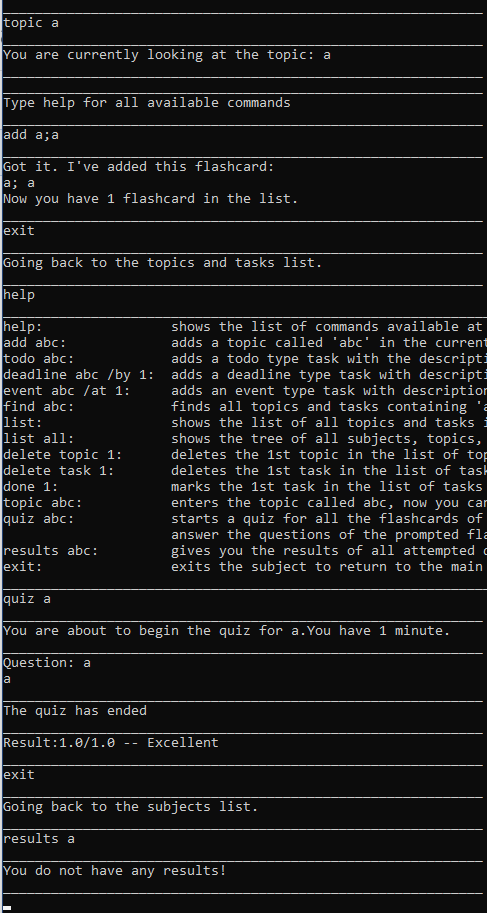 topic a
You are currently looking at the topic: a
Type help for all available commands
add a;a
Got it. I've added this flashcard:
a; a
Now you have 1 flashcard in the list.
exit
Going back to the topics and tasks list.
help
help: shows the list of commands available at
add abc: adds a topic called 'abc' in the current
todo abc: adds a todo type task with the descripti
deadline abc /by 1: adds a deadline type task with descripti
event abc /at 1: adds an event type task with description
find abc: finds all topics and tasks containing 'a
list: shows the list of all topics and tasks i
list all: shows the tree of all subjects, topics,
delete topic 1: deletes the 1st topic in the list of top
delete task 1: deletes the 1st task in the list of task
done 1: marks the 1st task in the list of tasks
topic abc: enters the topic called abc, now you can
quiz abc: starts a quiz for all the flashcards of
answer the questions of the prompted fla
results abc: gives you the results of all attempted q
exit: exits the subject to return to the main
quiz a
You are about to begin the quiz for a.You have 1 minute.
Question: a
a
The quiz has ended
Result:1.0/1.0 -- Excellent
exit
Going back to the subjects list.
results a
You do not have any results!